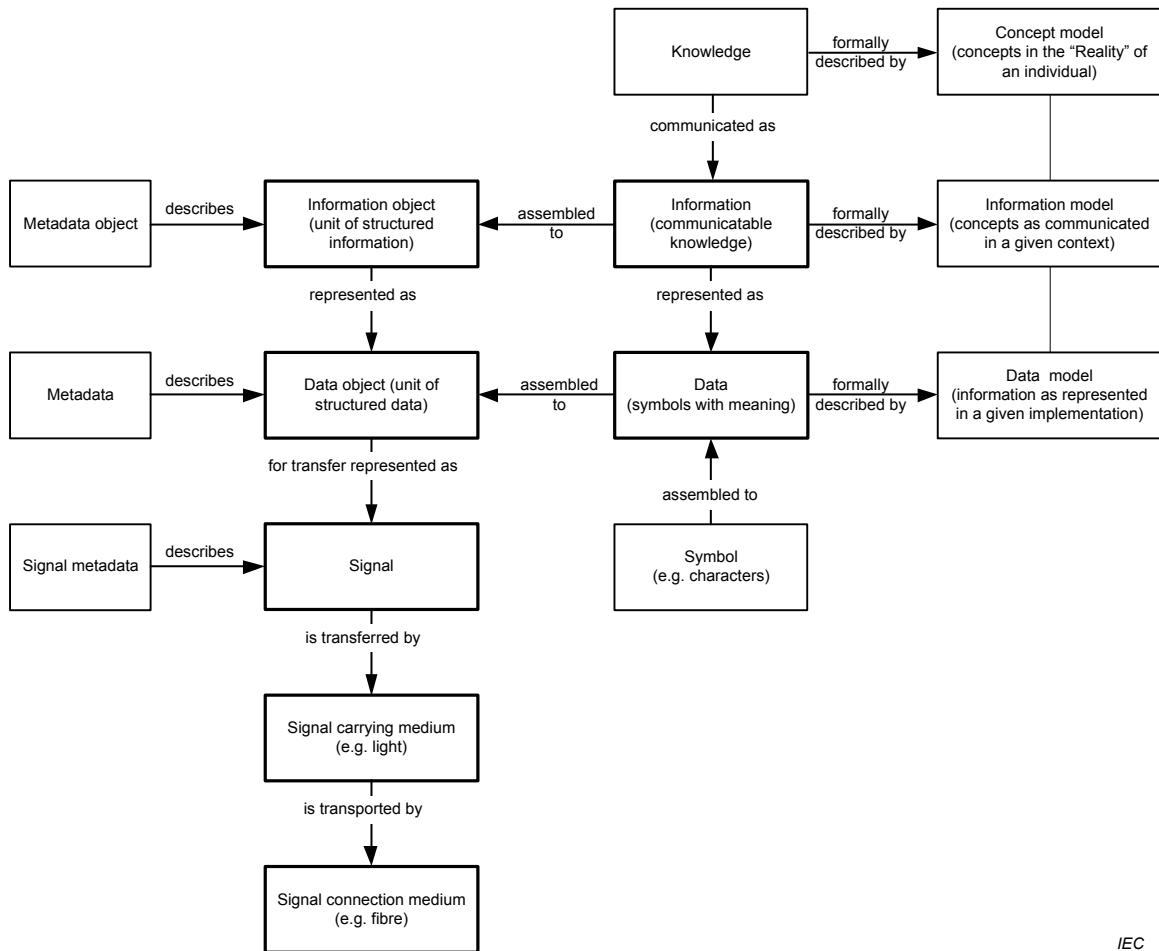 Knowledge
formally
described by
Concept model
(concepts in the “Reality” of
an individual)
communicated as
Metadata object
describes
Information object
(unit of structured
information)
assembled
to
Information
(communicatable
knowledge)
formally
described by
Information model
(concepts as communicated
in a given context)
represented as
represented as
Metadata
describes
Data object (unit of
structured data)
assembled
to
Data
(symbols with meaning)
formally
described by
Data model
(information as represented
in a given implementation)
for transfer represented as
assembled to
Signal metadata
describes
Signal
Symbol
(e.g. characters)
is transferred by
Signal carrying medium
(e.g. light)
is transported by
Signal connection medium
(e.g. fibre)
IEC